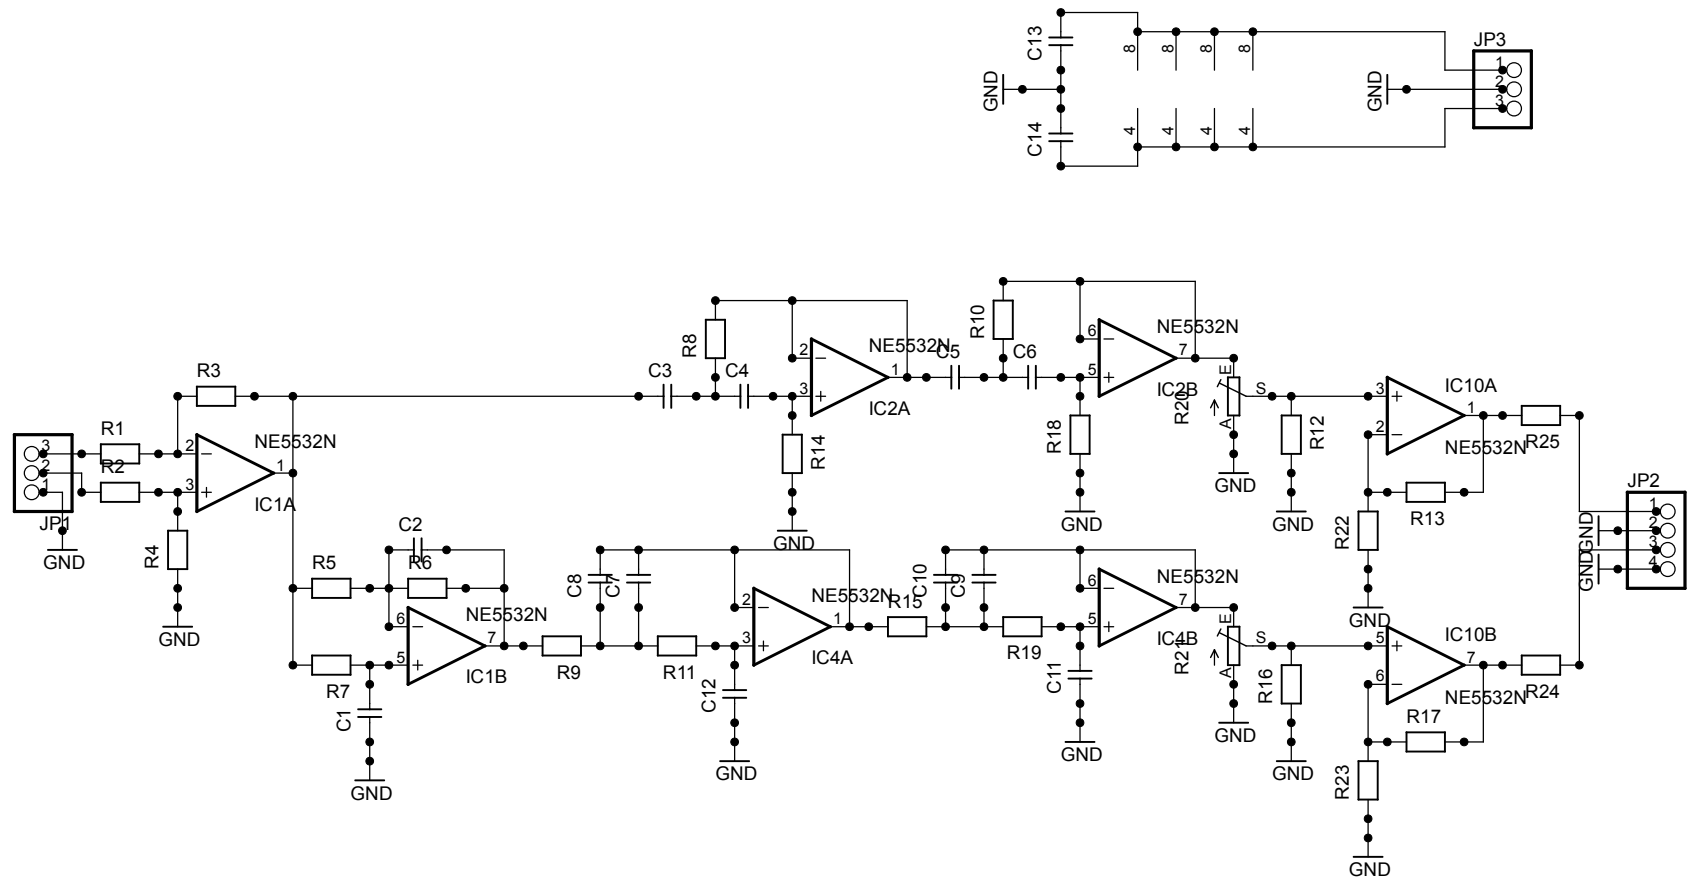 C13
8
8
8
8
JP3
1
2
3
GND
GND
C14
4
4
4
4
R3
R1
R2
3
2
1
JP1
GND
R4
GND
2
3
1
NE5532N
IC1A
C3
C4
R8
2
3
1
NE5532N
IC2A
R14
GND
C5
C6
R10
6
5
7
NE5532N
IC2B
R18
GND
R20
E
A
S
GND
R12
GND
3
2
1
IC10A
NE5532N
R13
R22
GND
R25
JP2
1
2
3
4
GND
GND
C2
R5
R6
R7
6
5
7
NE5532N
IC1B
C1
GND
R9
C8
C7
R11
2
3
1
NE5532N
IC4A
C12
GND
R15
C10
C9
R19
6
5
7
NE5532N
IC4B
C11
GND
R21
E
A
S
GND
R16
GND
5
6
7
IC10B
NE5532N
R17
R23
GND
R24